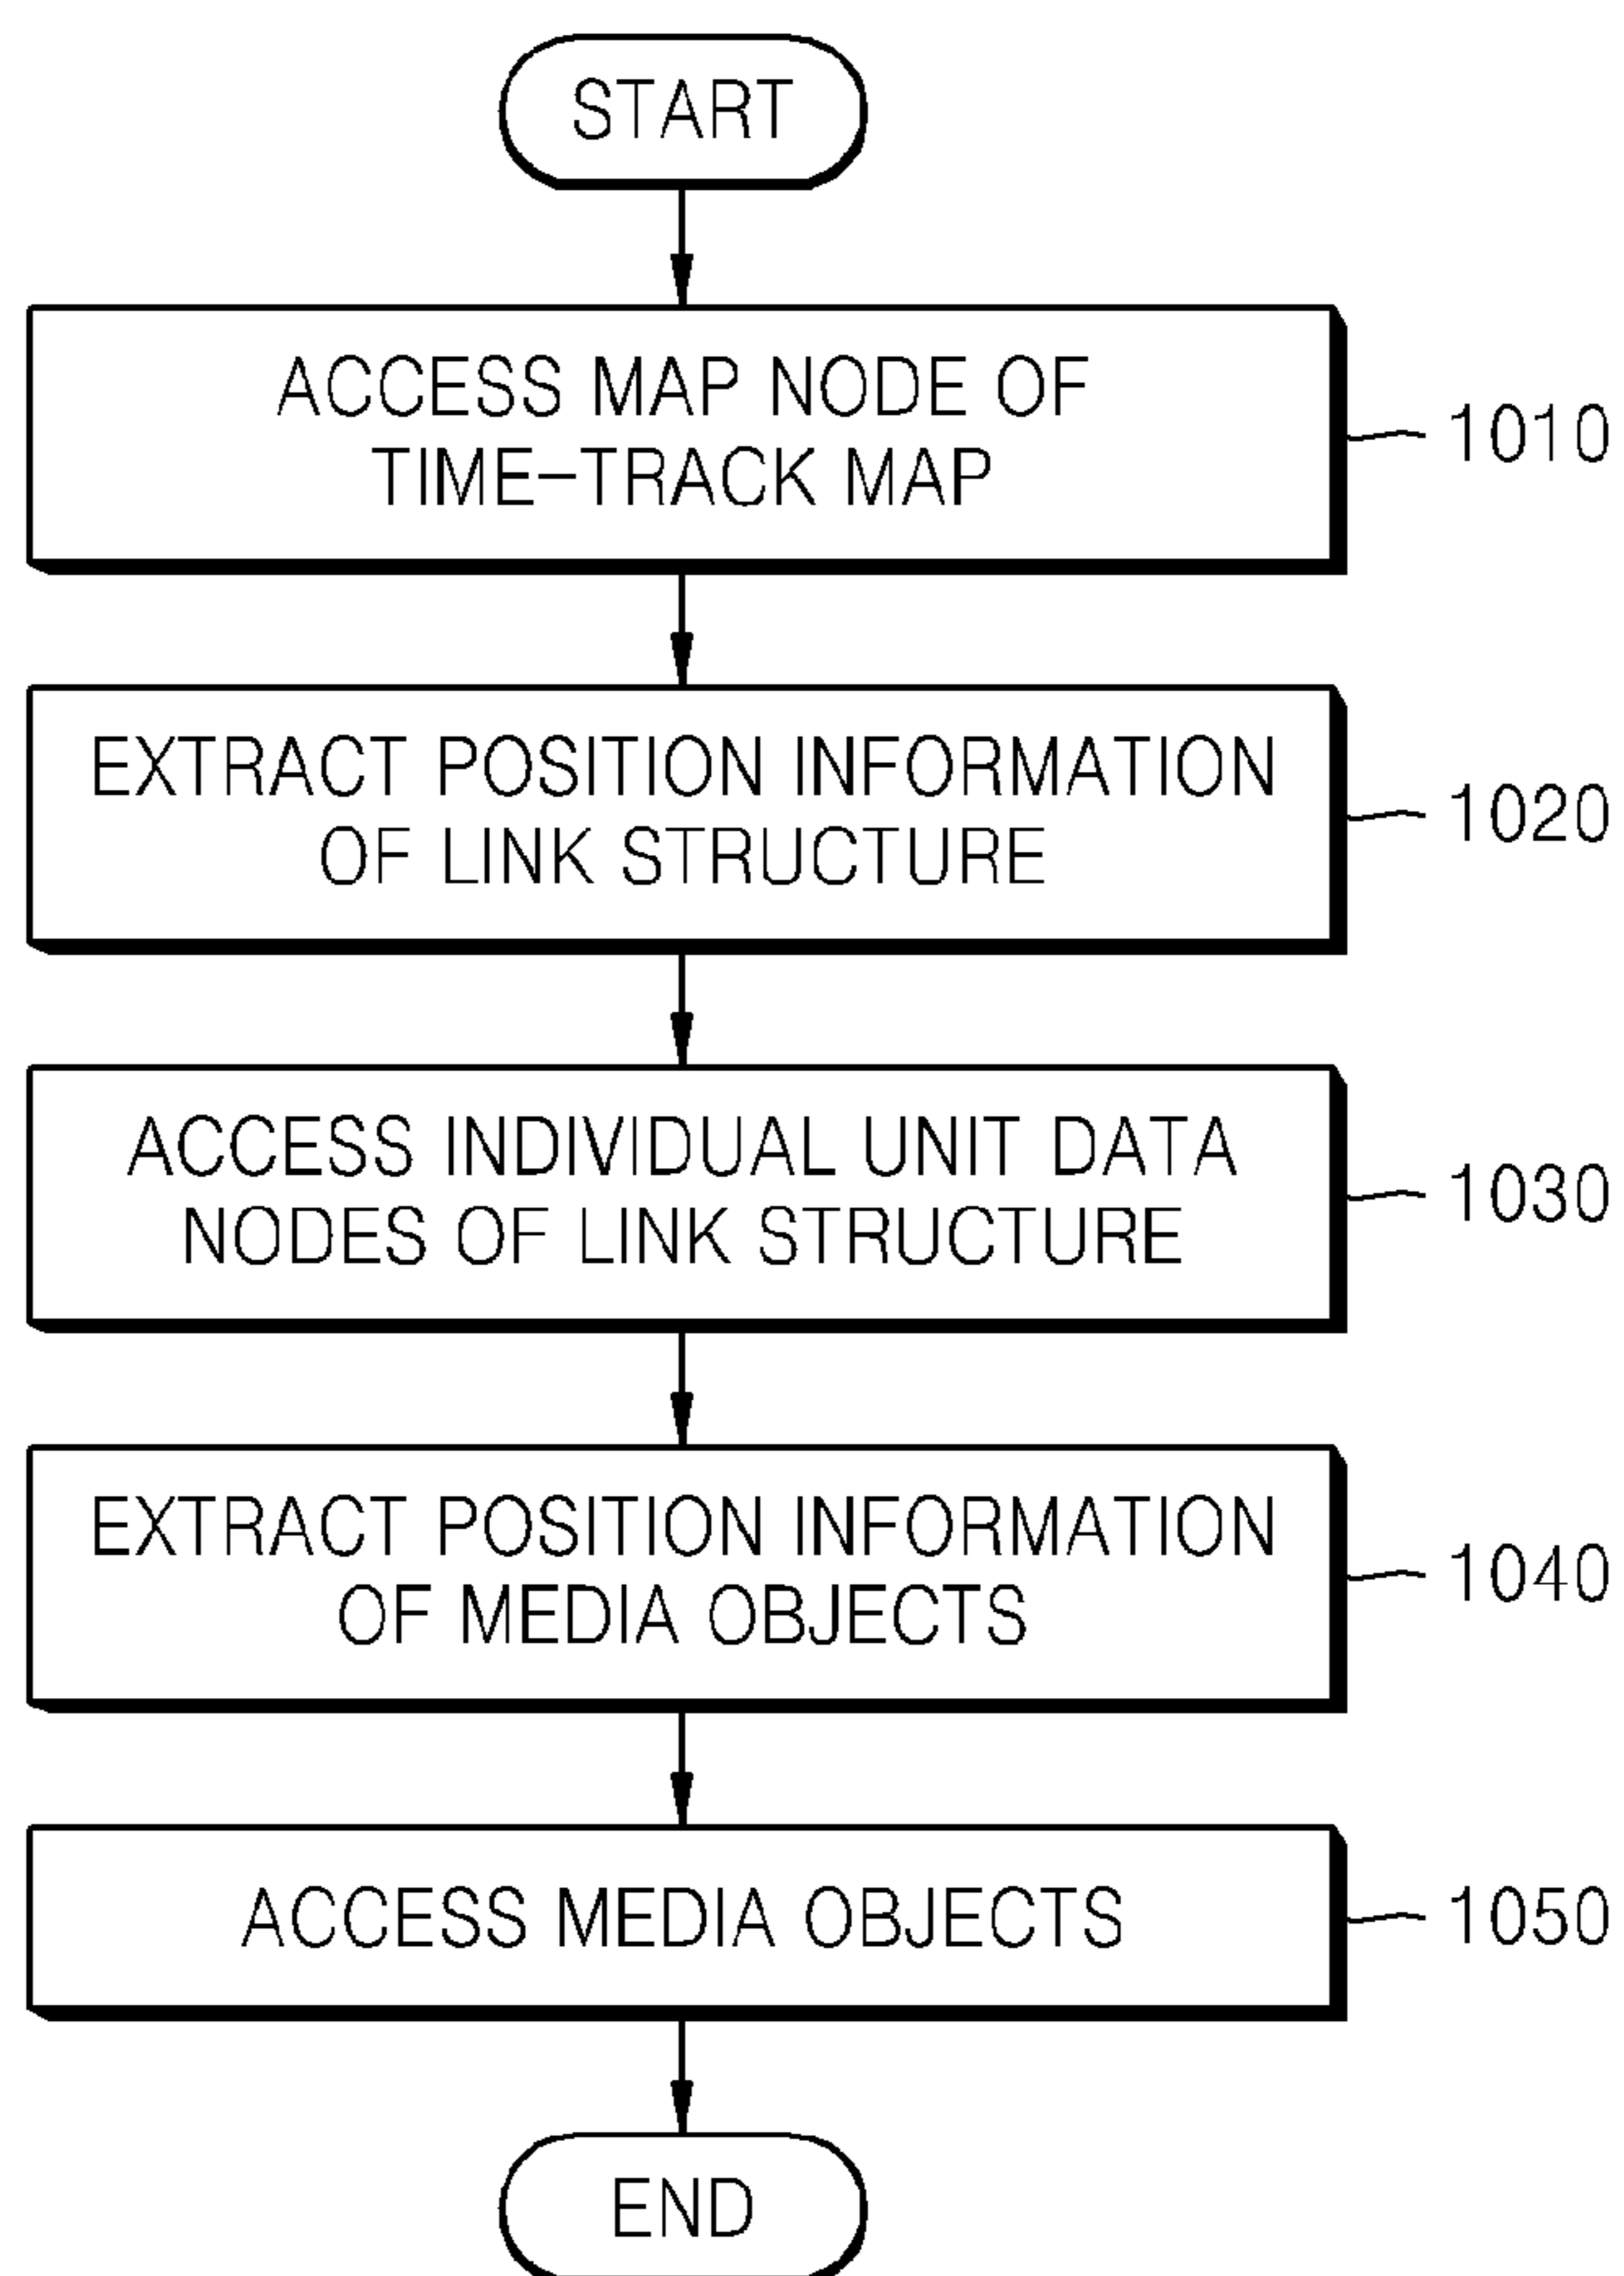 START
ACCESS MAP NODE OF
TIME-TRACK MAP
1010
EXTRACT POSITION INFORMATION
OF LINK STRUCTURE
1020
ACCESS INDIVIDUAL UNIT DATA
NODES OF LINK STRUCTURE
1030
EXTRACT POSITION INFORMATION
OF MEDIA OBJECTS
1040
ACCESS MEDIA OBJECTS
1050
END